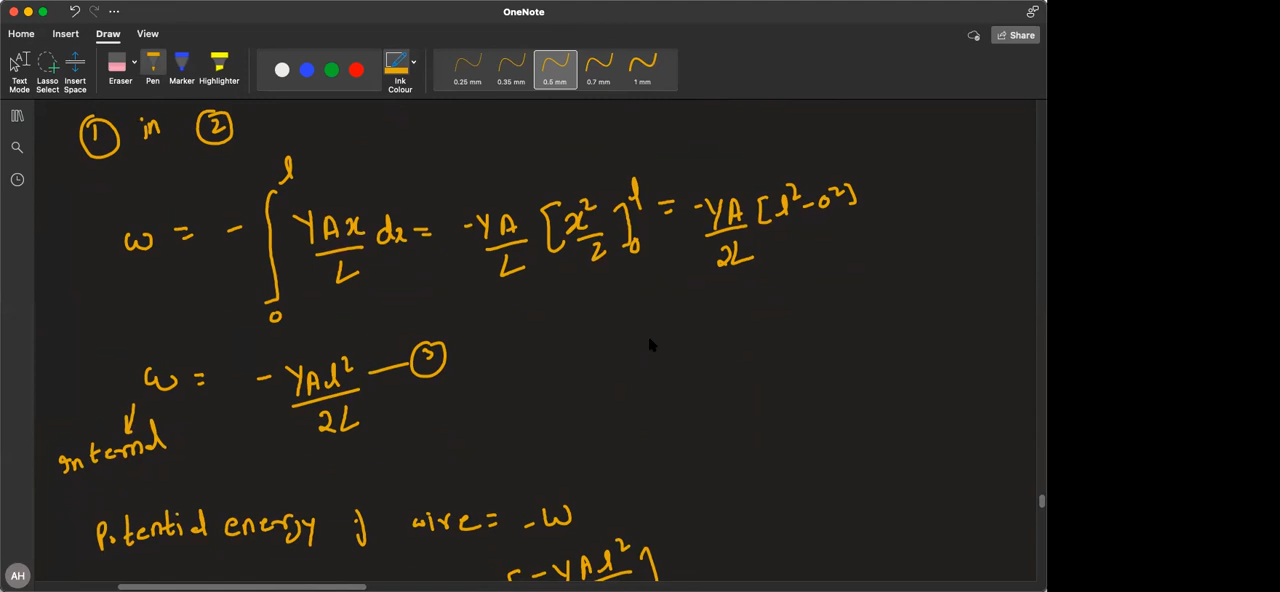 OneNote
Home Insert Draw View
Share
Text Mode Lasso Select Insert Space Eraser Pen Marker Highlighter Ink Colour 0.25 mm 0.35 mm 0.5 mm 0.7 mm 1 mm
① in ②
W = - ∫₀ˡ YAx/L dx = -YA/L [x²/2]₀ˡ = -YA/2L [l²-0²]
W = - YAl²/2L — ③
internal
Potential energy of wire = -W
[-YAl²]
AH